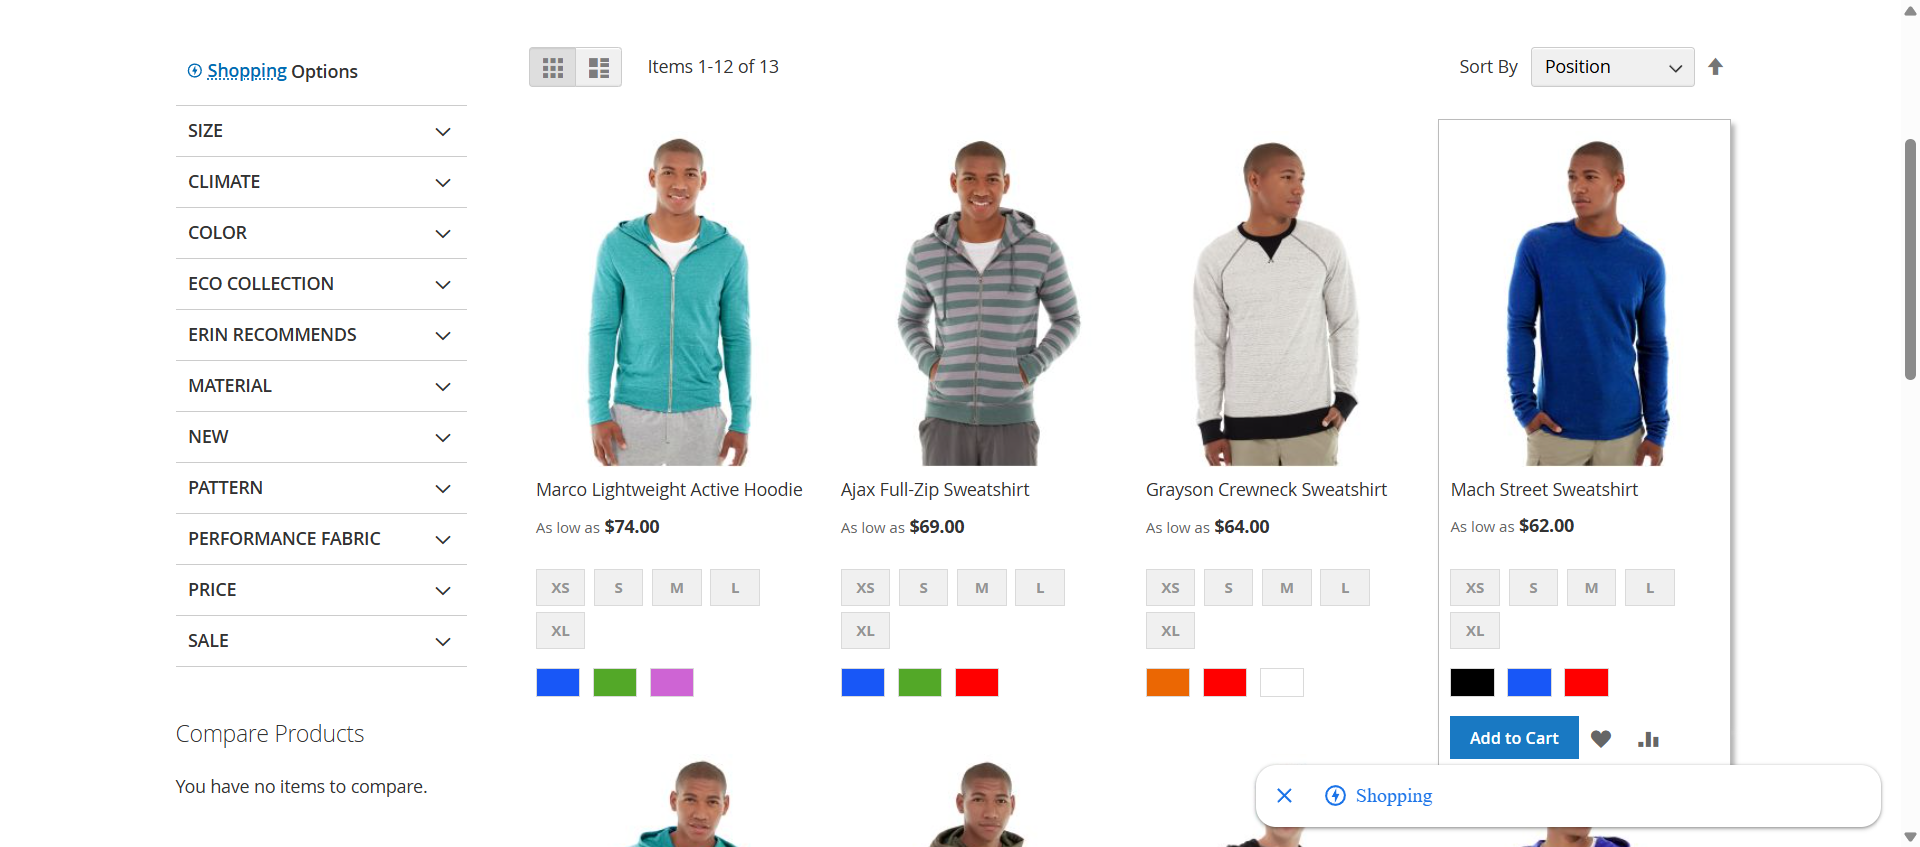 Shopping Options
SIZE
CLIMATE
COLOR
ECO COLLECTION
ERIN RECOMMENDS
MATERIAL
NEW
PATTERN
PERFORMANCE FABRIC
PRICE
SALE
Compare Products
You have no items to compare.
Items 1-12 of 13
Sort By Position
Marco Lightweight Active Hoodie
As low as $74.00
XS S M L
XL
Ajax Full-Zip Sweatshirt
As low as $69.00
XS S M L
XL
Grayson Crewneck Sweatshirt
As low as $64.00
XS S M L
XL
Mach Street Sweatshirt
As low as $62.00
XS S M L
XL
Add to Cart
Shopping